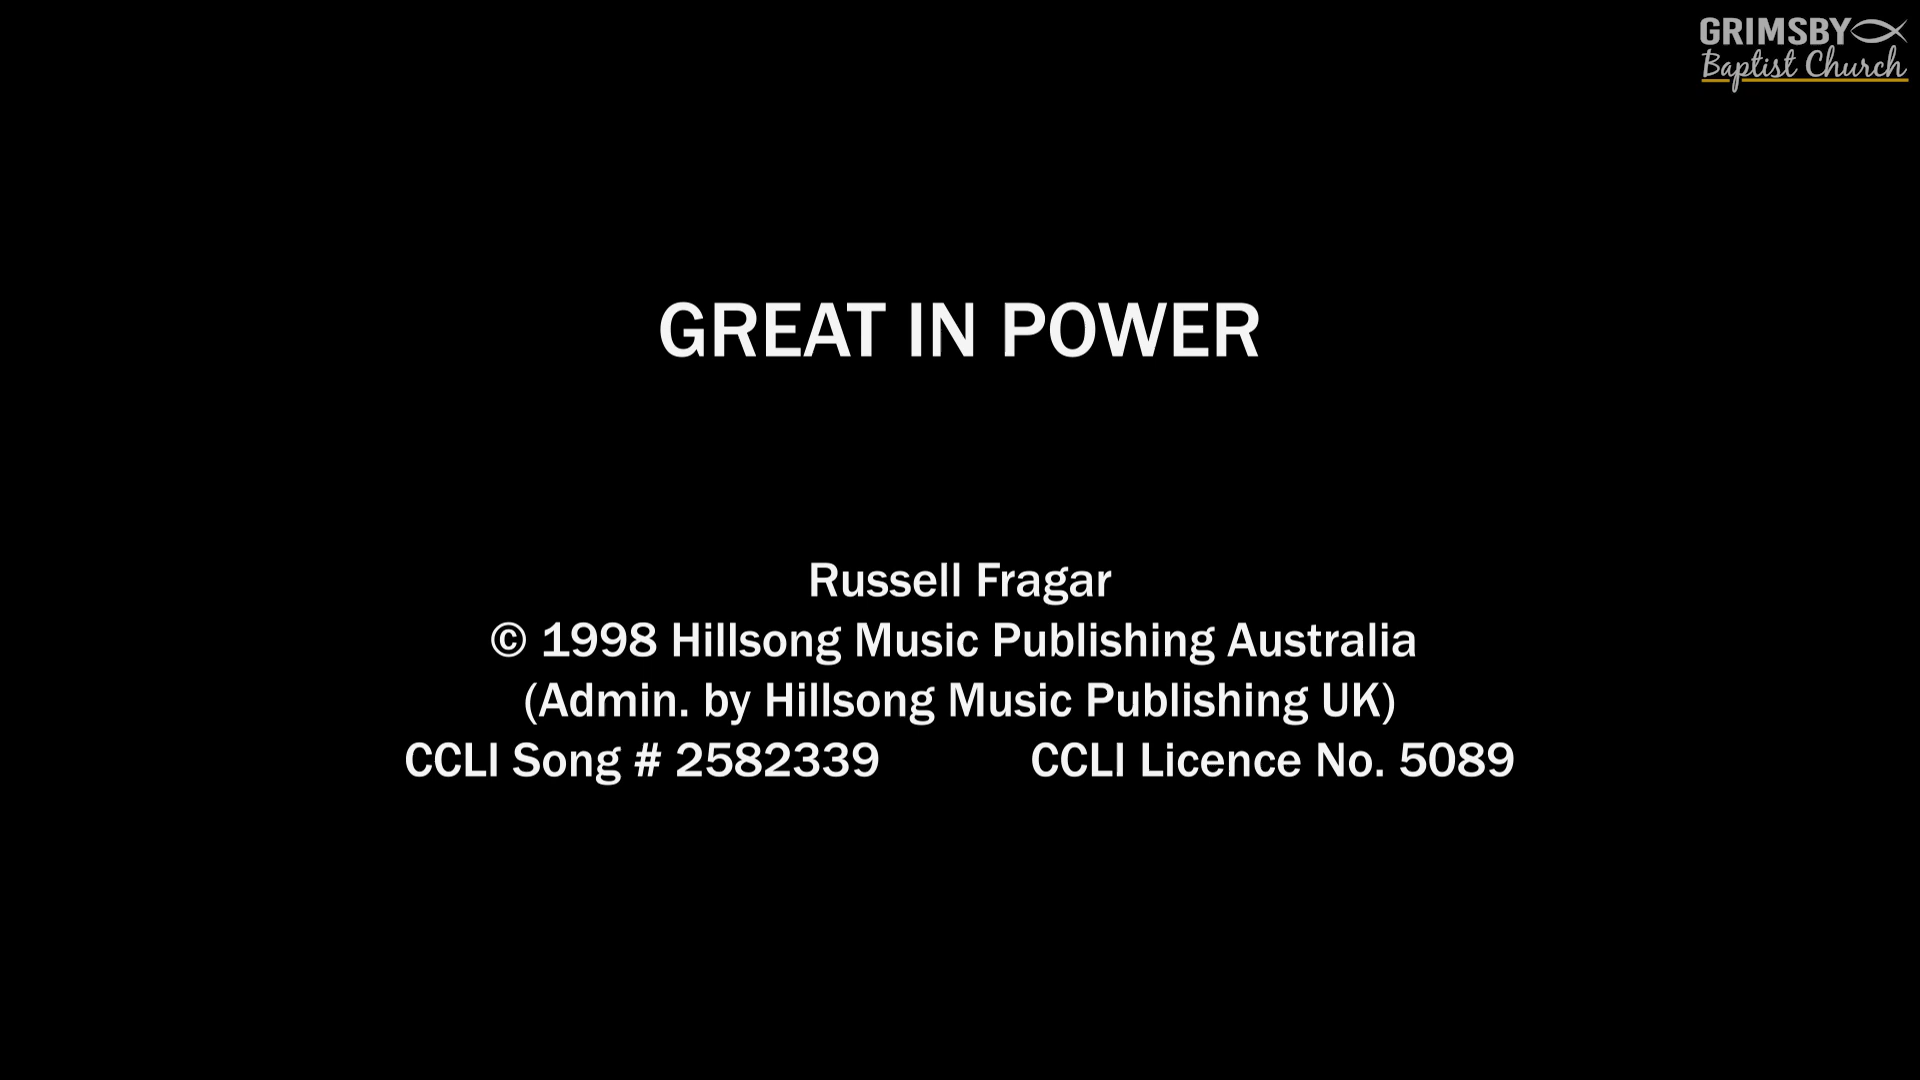 GRIMSBY
Baptist Church
GREAT IN POWER
Russell Fragar
© 1998 Hillsong Music Publishing Australia
(Admin. by Hillsong Music Publishing UK)
CCLI Song # 2582339 CCLI Licence No. 5089